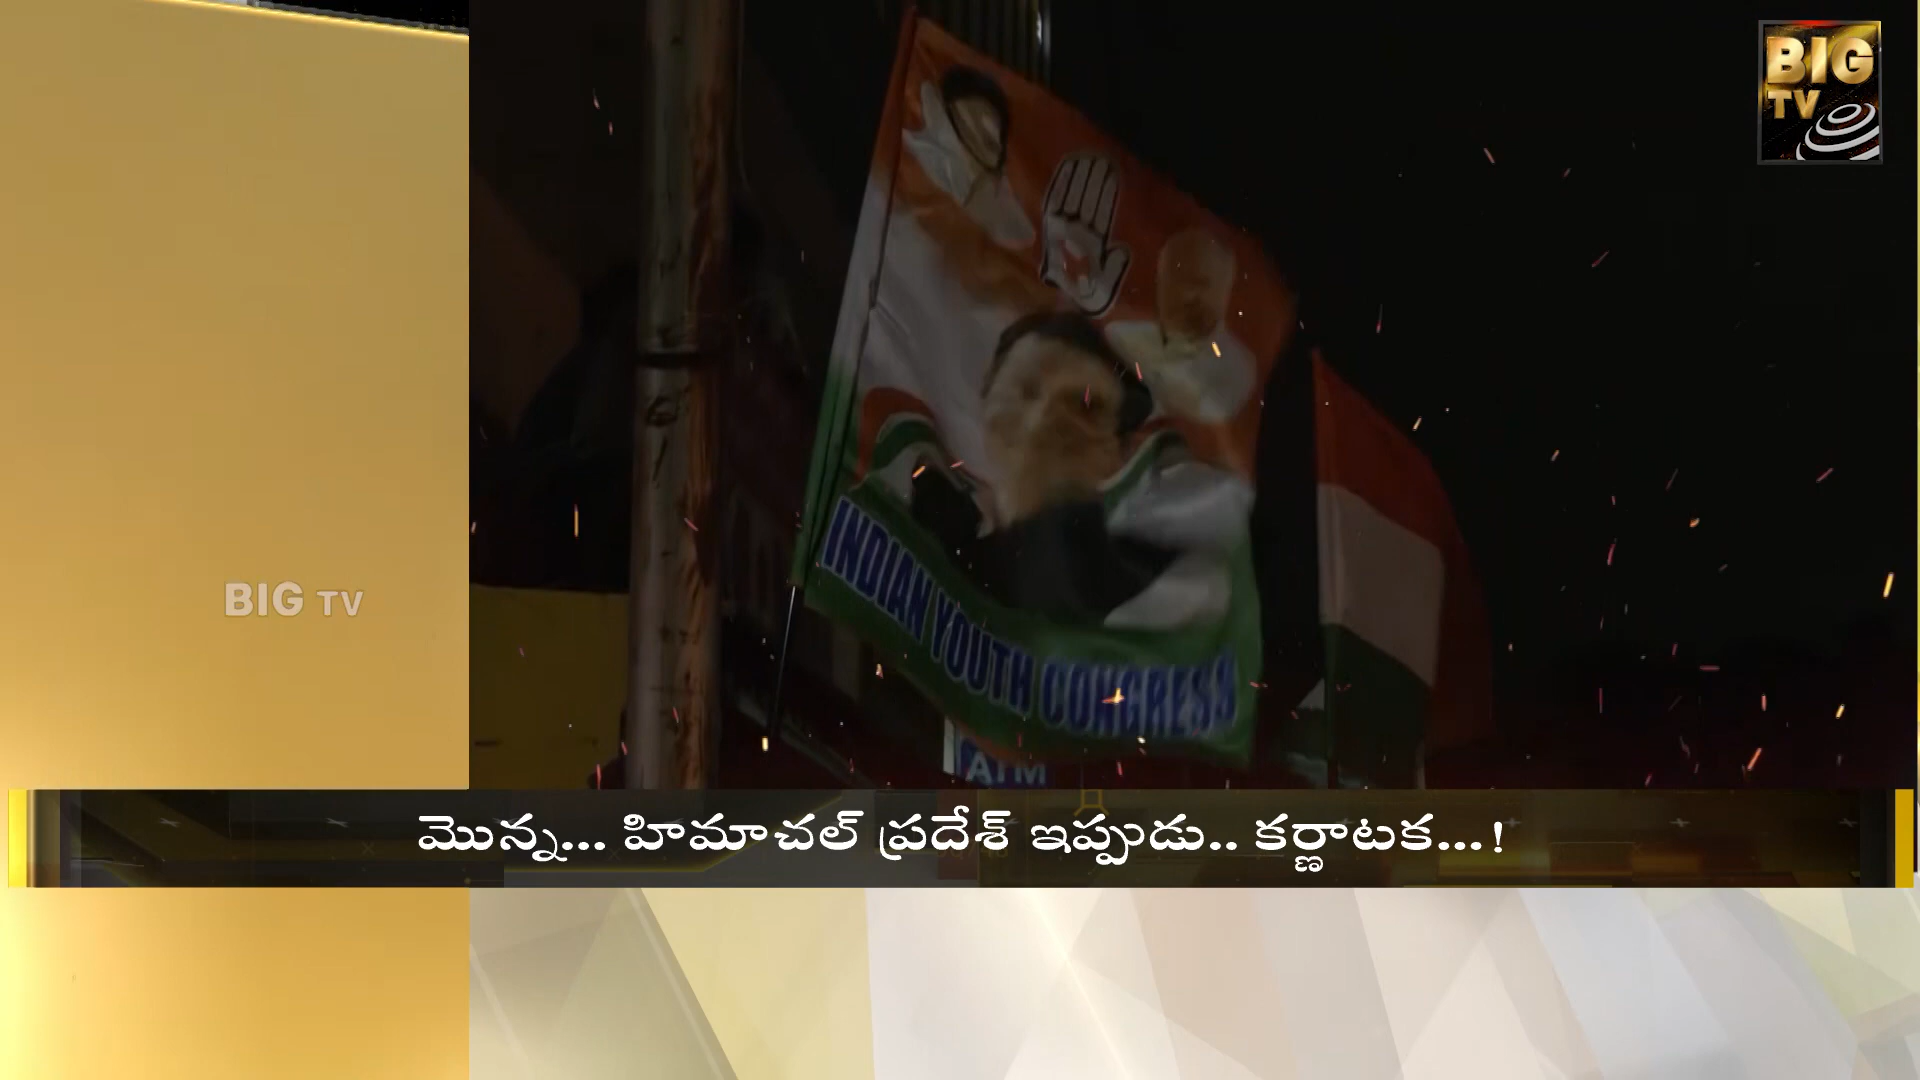 BIG
TV
INDIAN YOUTH CONGRESS
BIG TV
ATM
మొన్న... హిమాచల్ ప్రదేశ్ ఇప్పుడు.. కర్ణాటక...!